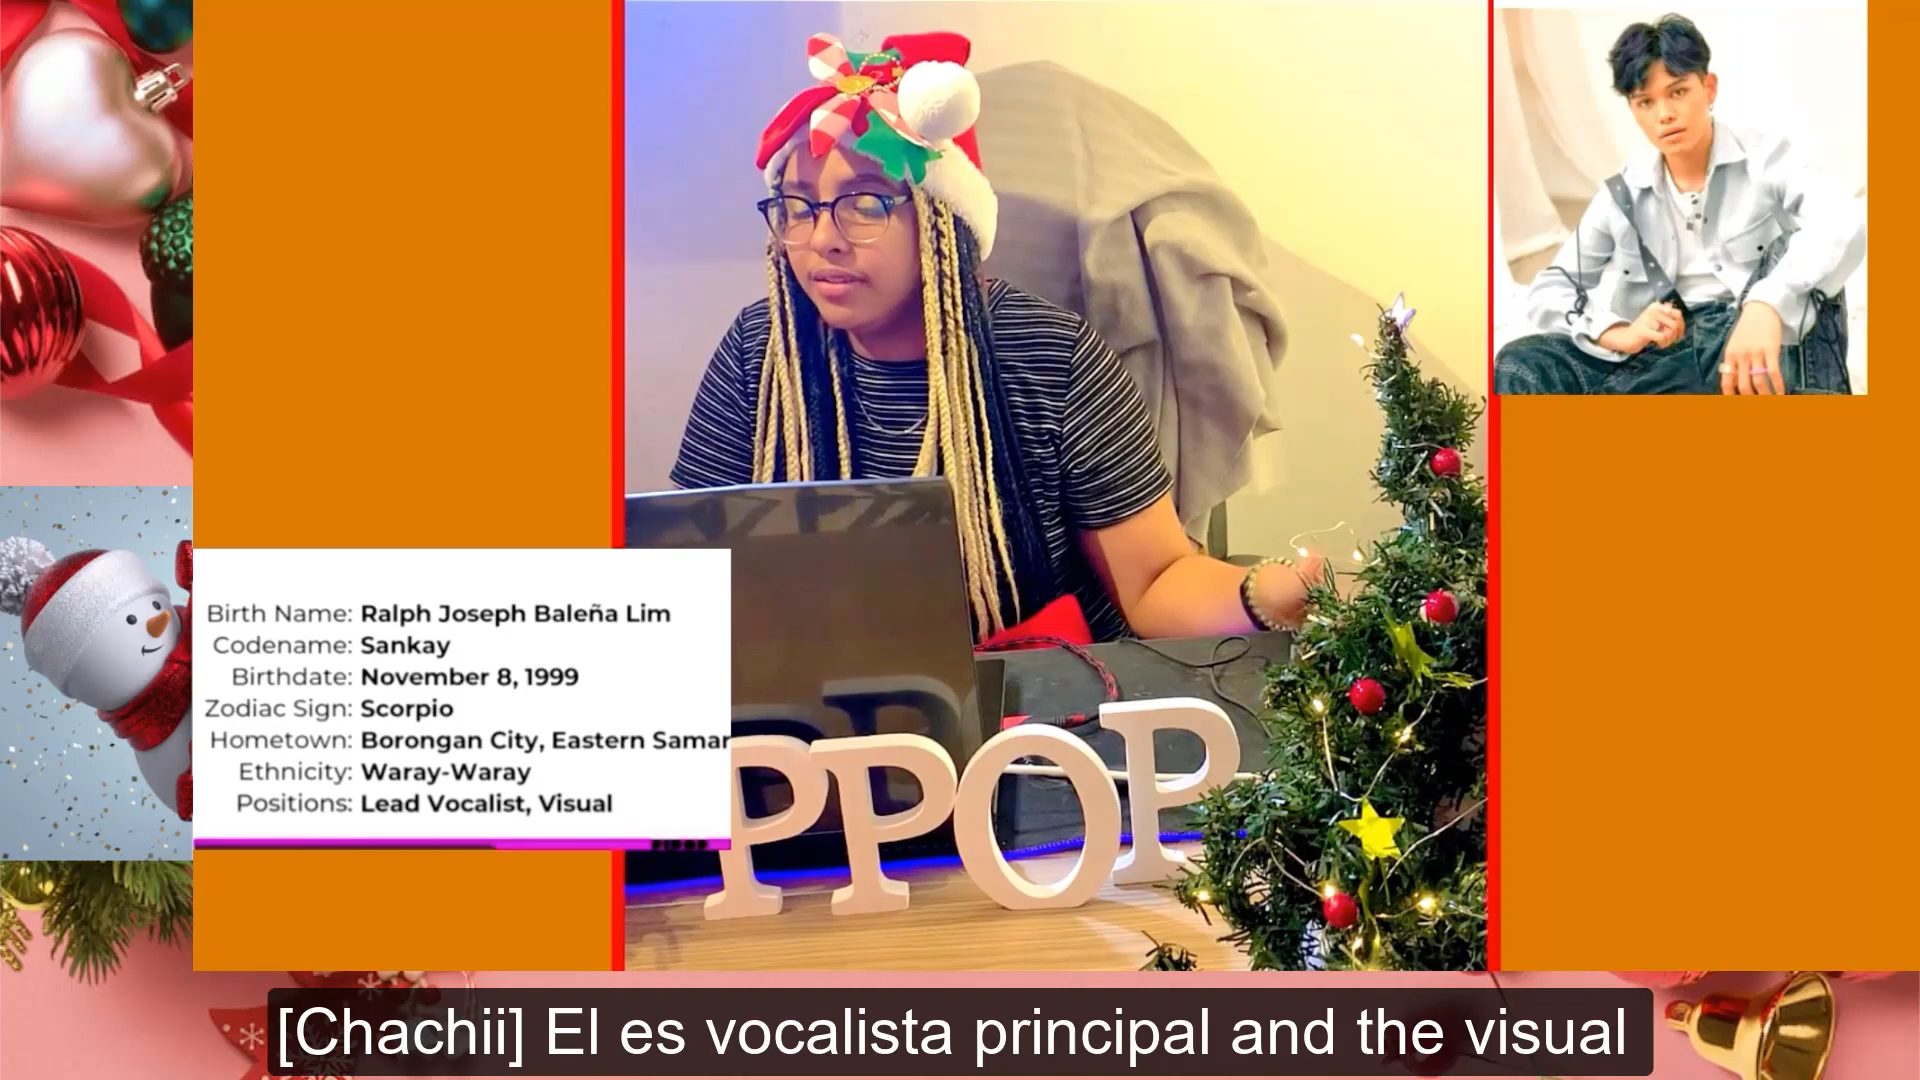 Birth Name: Ralph Joseph Baleña Lim
Codename: Sankay
Birthdate: November 8, 1999
Zodiac Sign: Scorpio
Hometown: Borongan City, Eastern Samar
Ethnicity: Waray-Waray
Positions: Lead Vocalist, Visual
PPOP
[Chachii] El es vocalista principal and the visual